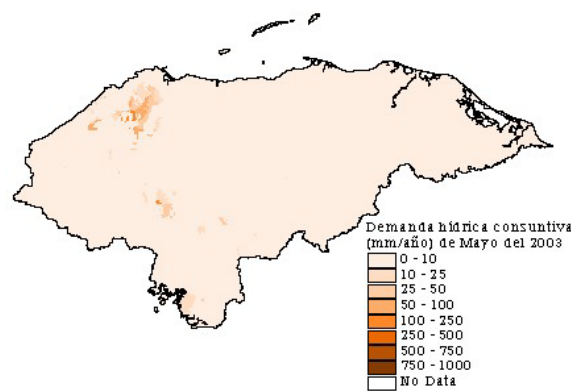 Demanda hídrica consuntiva
(mm/año) de Mayo del 2003
0 - 10
10 - 25
25 - 50
50 - 100
100 - 250
250 - 500
500 - 750
750 - 1000
No Data